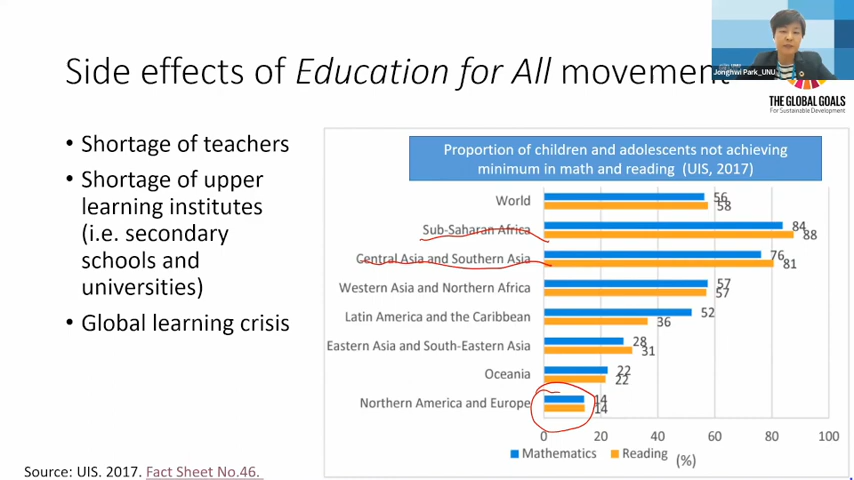 Side effects of Education for All movement
Jonghwi Park_UNU
THE GLOBAL GOALS
For Sustainable Development
• Shortage of teachers
• Shortage of upper
learning institutes
(i.e. secondary
schools and
universities)
• Global learning crisis
Proportion of children and adolescents not achieving
minimum in math and reading (UIS, 2017)
World 56
58
Sub-Saharan Africa 84
88
Central Asia and Southern Asia 76
81
Western Asia and Northern Africa 57
57
Latin America and the Caribbean 52
36
Eastern Asia and South-Eastern Asia 28
31
Oceania 22
22
Northern America and Europe 14
14
0 20 40 60 80 100
Mathematics Reading (%)
Source: UIS. 2017. Fact Sheet No.46.